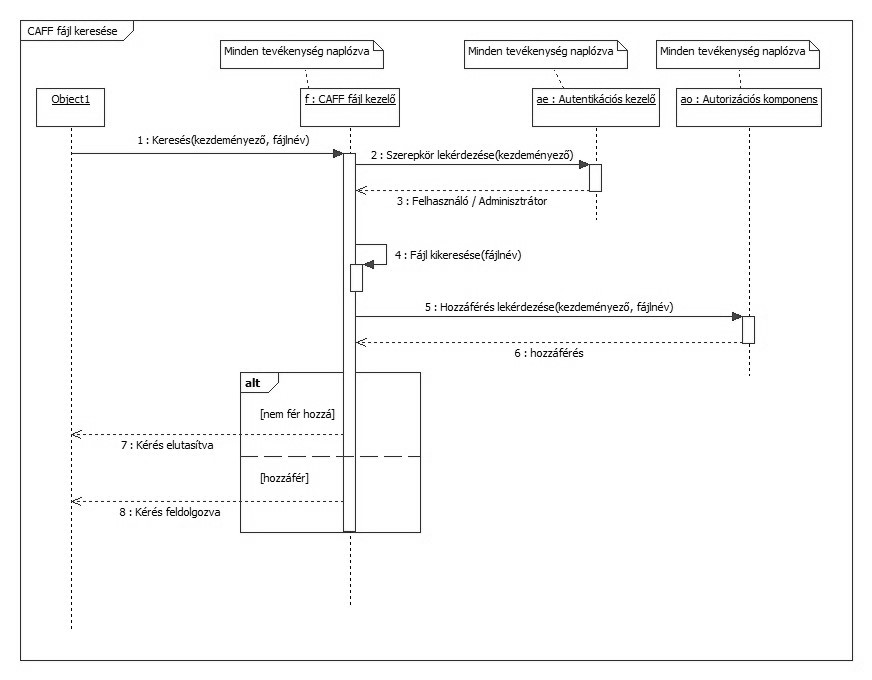 CAFF fájl keresése
Minden tevékenység naplózva
Minden tevékenység naplózva
Minden tevékenység naplózva
Object1
f : CAFF fájl kezelő
ae : Autentikációs kezelő
ao : Autorizációs komponens
1 : Keresés(kezdeményező, fájlnév)
2 : Szerepkör lekérdezése(kezdeményező)
3 : Felhasználó / Adminisztrátor
4 : Fájl kikeresése(fájlnév)
5 : Hozzáférés lekérdezése(kezdeményező, fájlnév)
6 : hozzáférés
alt
[nem fér hozzá]
7 : Kérés elutasítva
[hozzáfér]
8 : Kérés feldolgozva